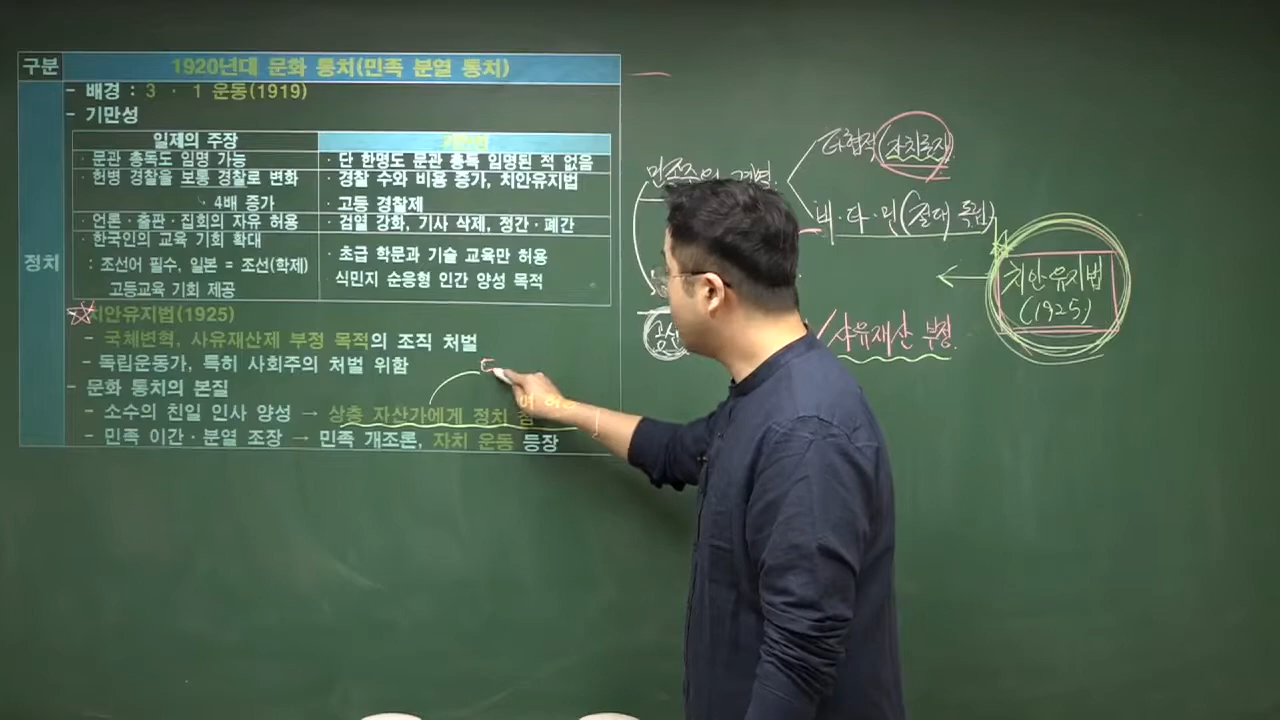 구분
1920년대 문화 통치(민족 분열 통치)
정치
- 배경 : 3 · 1 운동(1919)
- 기만성
일제의 주장
· 문관 총독도 임명 가능
· 단 한명도 문관 총독 임명된 적 없음
· 헌병 경찰을 보통 경찰로 변화
4배 증가
· 경찰 수와 비용 증가, 치안유지법
· 고등 경찰제
· 언론·출판·집회의 자유 허용
· 검열 강화, 기사 삭제, 정간·폐간
· 한국인의 교육 기회 확대
: 조선어 필수, 일본 = 조선(학제)
고등교육 기회 제공
· 초급 학문과 기술 교육만 허용
식민지 순응형 인간 양성 목적
치안유지법(1925)
- 국체변혁, 사유재산제 부정 목적의 조직 처벌
- 독립운동가, 특히 사회주의 처벌 위함
- 문화 통치의 본질
- 소수의 친일 인사 양성 → 상층 자산가에게 정치 참
- 민족 이간·분열 조장 → 민족 개조론, 자치 운동 등장
타협적 자치론자
비·타·민(절대 독립)
치안유지법
(1925)
/ 사유재산 부정